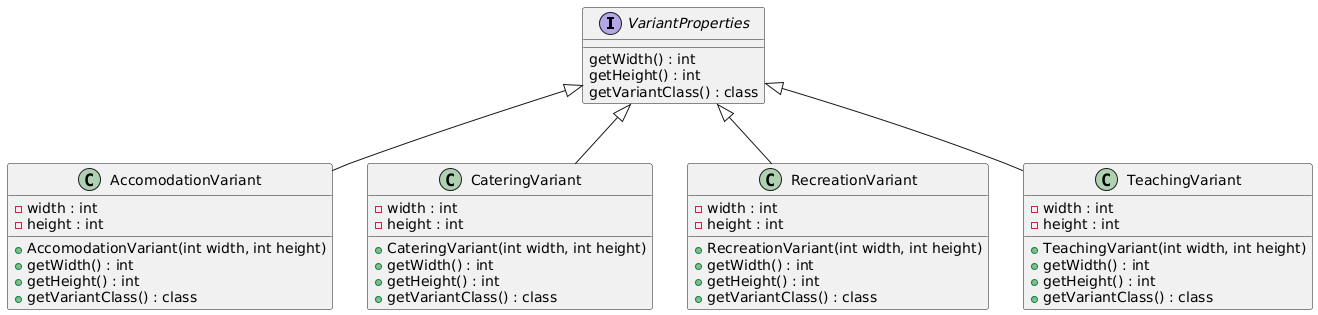 I VariantProperties
getWidth() : int
getHeight() : int
getVariantClass() : class
C AccomodationVariant
width : int
height : int
AccomodationVariant(int width, int height)
getWidth() : int
getHeight() : int
getVariantClass() : class
C CateringVariant
width : int
height : int
CateringVariant(int width, int height)
getWidth() : int
getHeight() : int
getVariantClass() : class
C RecreationVariant
width : int
height : int
RecreationVariant(int width, int height)
getWidth() : int
getHeight() : int
getVariantClass() : class
C TeachingVariant
width : int
height : int
TeachingVariant(int width, int height)
getWidth() : int
getHeight() : int
getVariantClass() : class